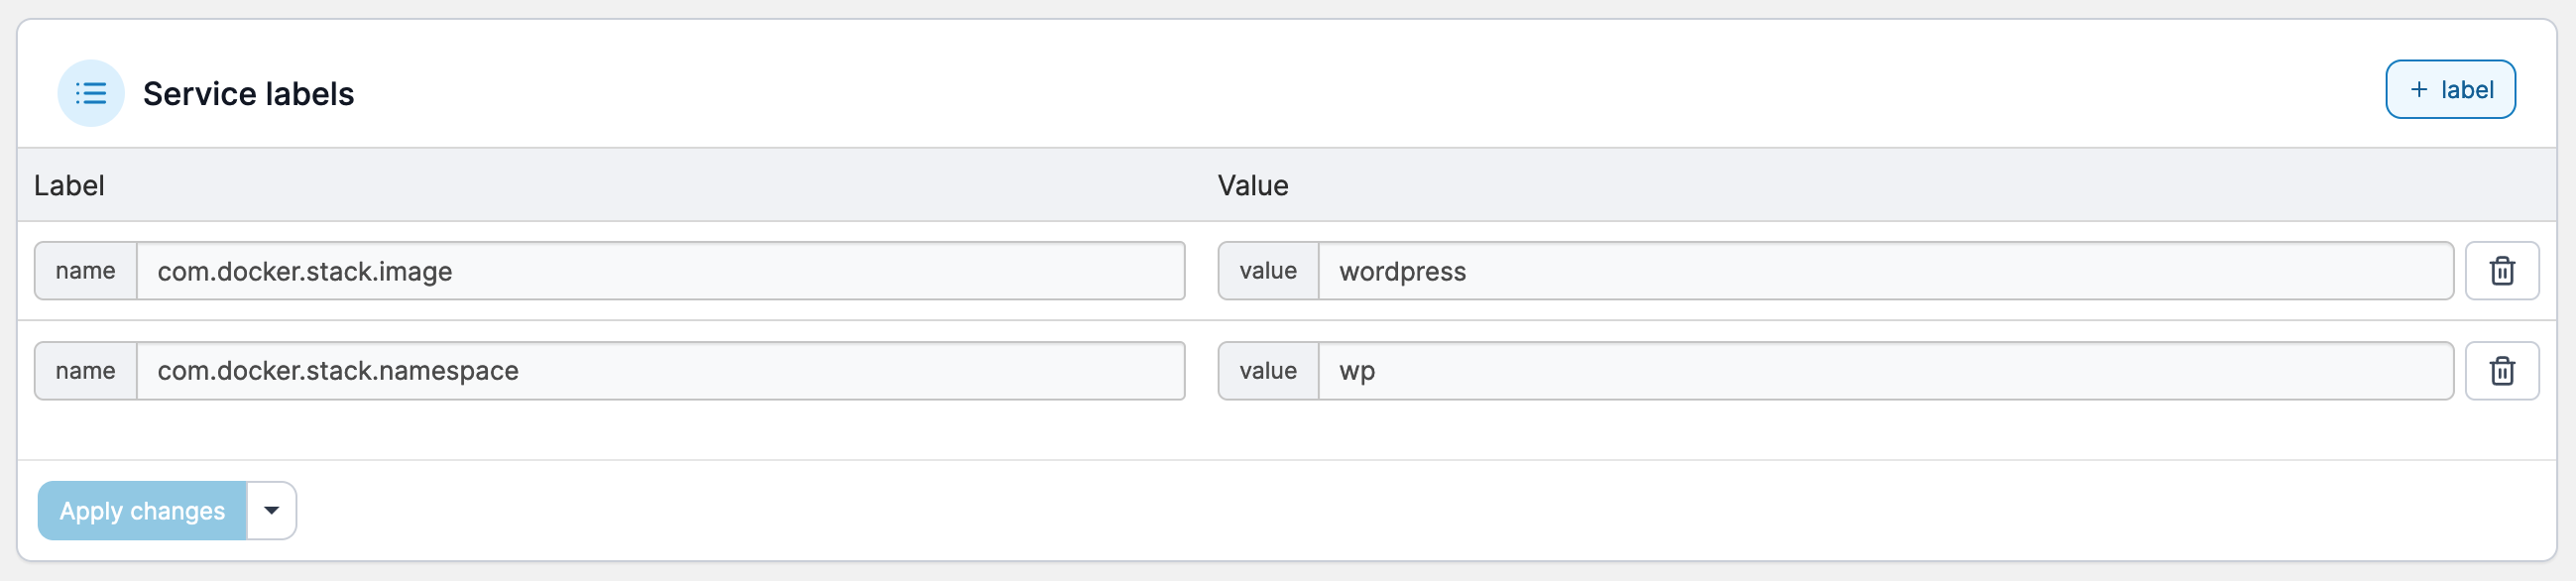 Service labels
+ label
Label Value
name com.docker.stack.image value wordpress
name com.docker.stack.namespace value wp
Apply changes